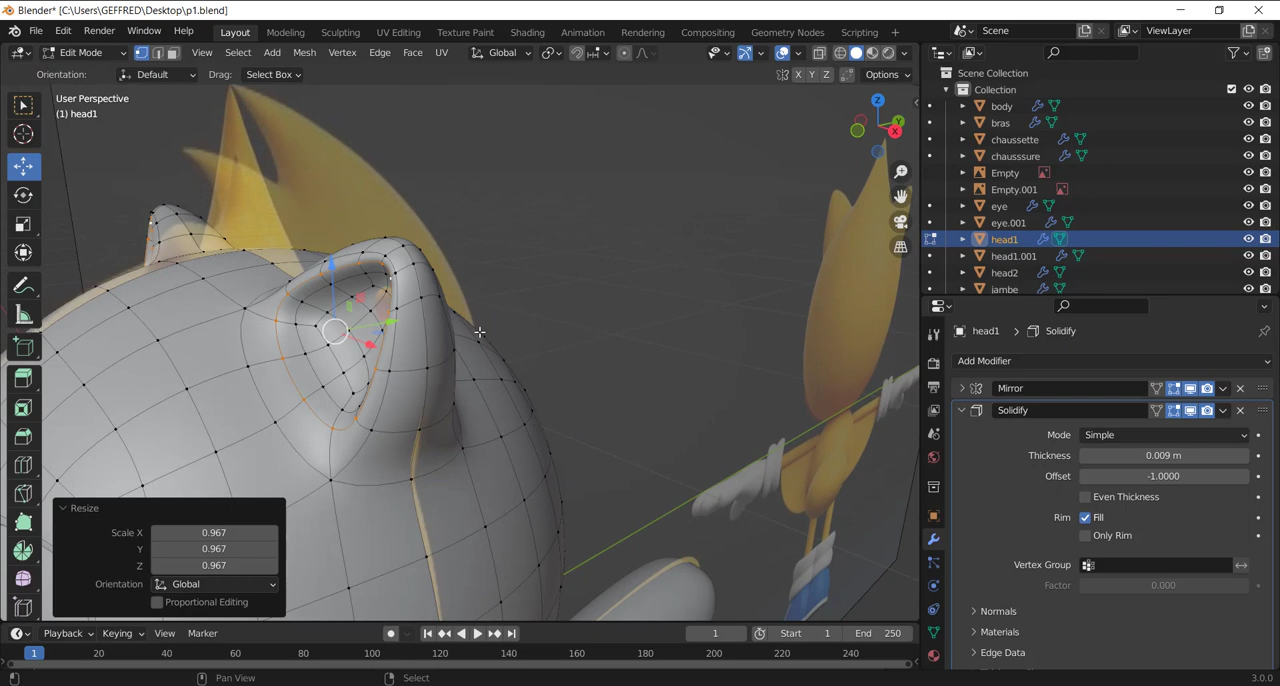 Blender* [C:\Users\GEFFRED\Desktop\p1.blend]
File Edit Render Window Help Layout Modeling Sculpting UV Editing Texture Paint Shading Animation Rendering Compositing Geometry Nodes Scripting + Scene ViewLayer
Edit Mode View Select Add Mesh Vertex Edge Face UV Global
Orientation: Default Drag: Select Box X Y Z Options
User Perspective
(1) head1
Z
Y
X
Scene Collection
Collection
body
bras
chaussette
chausssure
Empty
Empty.001
eye
eye.001
head1
head1.001
head2
jambe
head1 > Solidify
Add Modifier
Mirror
Solidify
Mode Simple
Thickness 0.009 m
Offset -1.0000
Even Thickness
Rim Fill
Only Rim
Vertex Group
Factor 0.000
Normals
Materials
Edge Data
Resize
Scale X 0.967
Y 0.967
Z 0.967
Orientation Global
Proportional Editing
Playback Keying View Marker 1 Start 1 End 250
1 20 40 60 80 100 120 140 160 180 200 220 240
Pan View Select 3.0.0